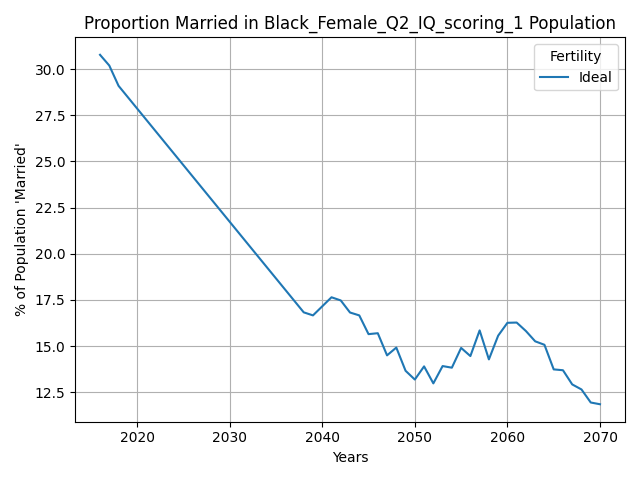 Proportion Married in Black_Female_Q2_IQ_scoring_1 Population
Fertility
Ideal
30.0
27.5
25.0
22.5
20.0
17.5
15.0
12.5
% of Population 'Married'
2020 2030 2040 2050 2060 2070
Years